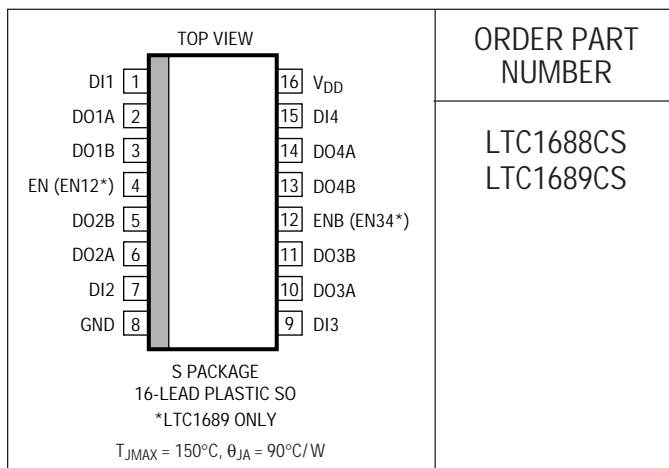 TOP VIEW
DI1 1
DO1A 2
DO1B 3
EN (EN12*) 4
DO2B 5
DO2A 6
DI2 7
GND 8
16 VDD
15 DI4
14 DO4A
13 DO4B
12 ENB (EN34*)
11 DO3B
10 DO3A
9 DI3
S PACKAGE
16-LEAD PLASTIC SO
*LTC1689 ONLY
TJMAX = 150°C, θJA = 90°C/W
ORDER PART
NUMBER
LTC1688CS
LTC1689CS